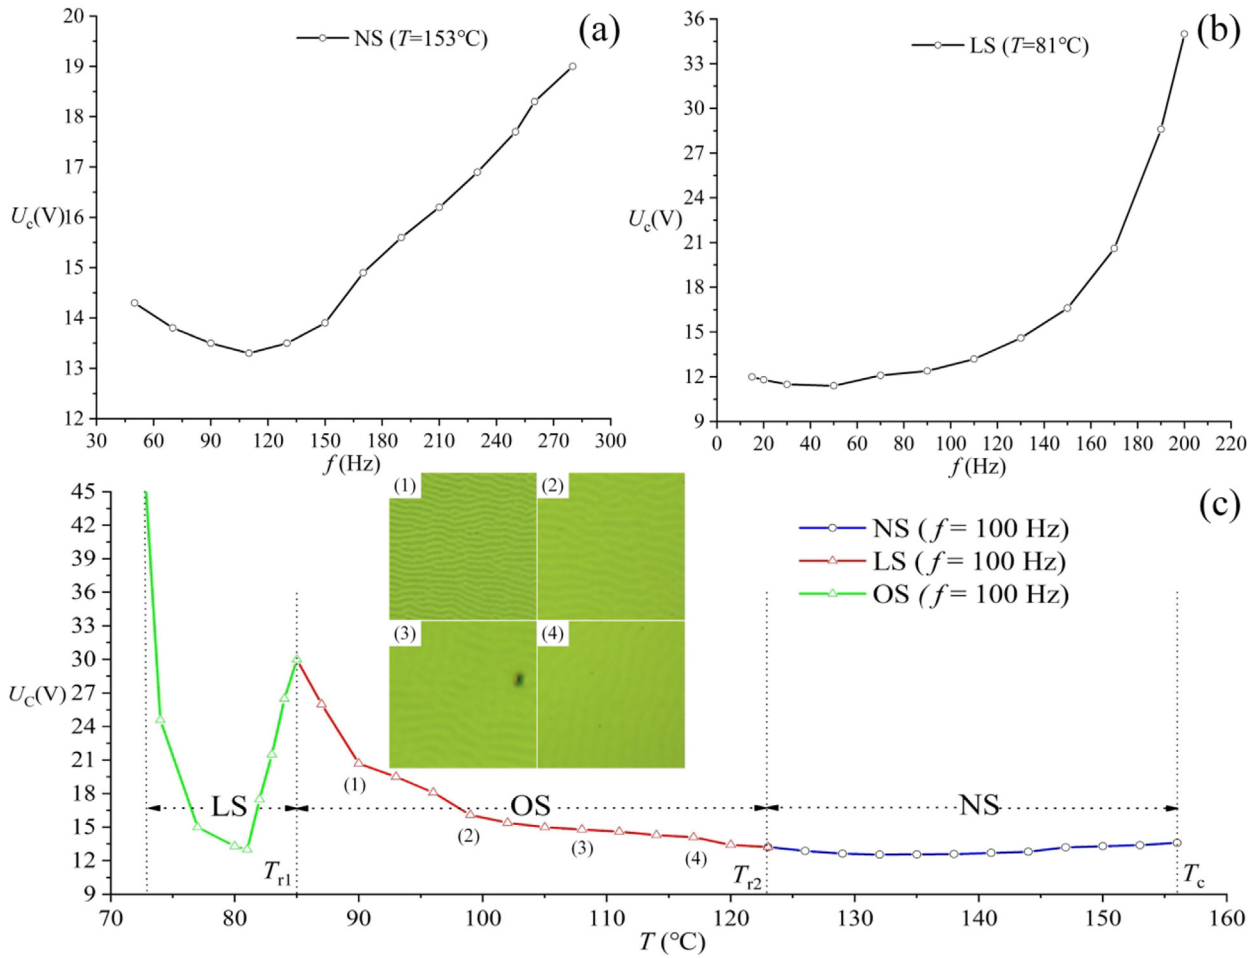 (a)
NS (T=153℃)
20
19
18
17
16
15
14
13
12
Uc(V)
30 60 90 120 150 180 210 240 270 300
f (Hz)
(b)
LS (T=81℃)
36
33
30
27
24
21
18
15
12
9
Uc(V)
0 20 40 60 80 100 120 140 160 180 200 220
f (Hz)
(c)
NS ( f = 100 Hz)
LS ( f = 100 Hz)
OS ( f = 100 Hz)
(1) (2)
(3) (4)
45
42
39
36
33
30
27
24
21
18
15
12
9
UC(V)
(1)
(2)
(3)
(4)
LS OS NS
Tr1 Tr2 Tc
70 80 90 100 110 120 130 140 150 160
T (℃)